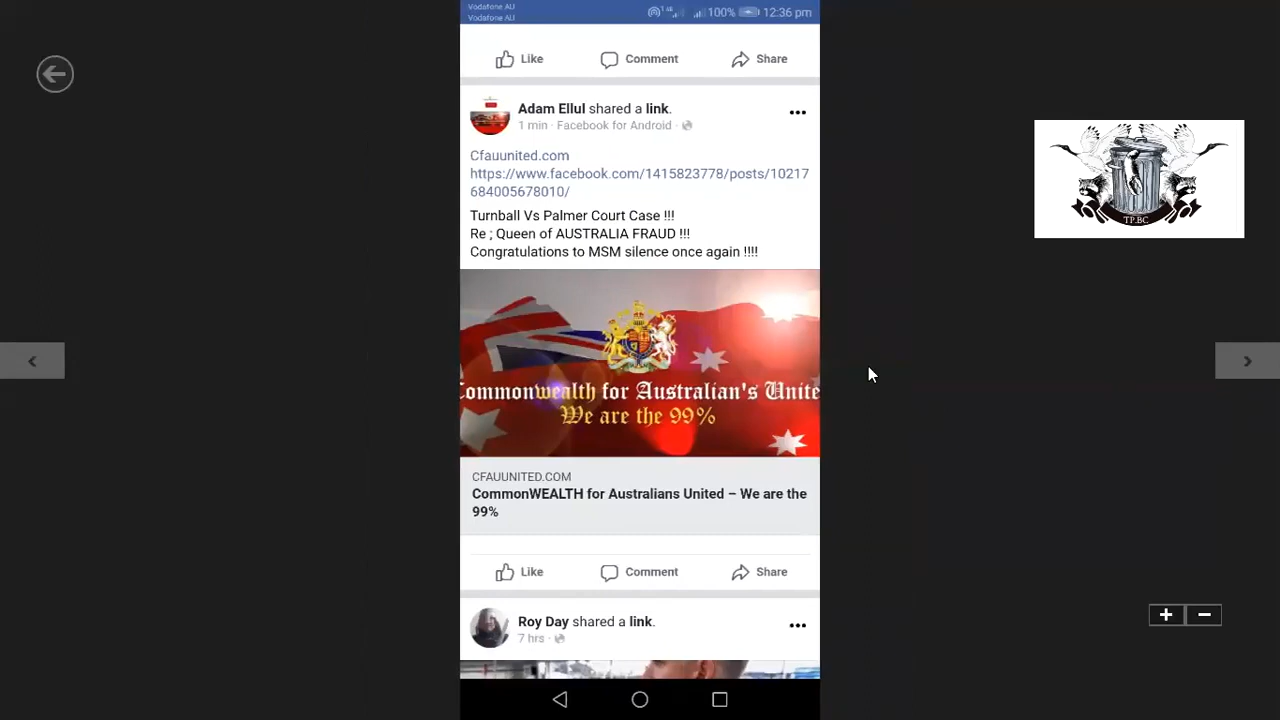 Vodafone AU
Vodafone AU
100% 12:36 pm
Like Comment Share
Adam Ellul shared a link.
1 min · Facebook for Android ·
Cfauunited.com
https://www.facebook.com/1415823778/posts/10217
684005678010/
Turnball Vs Palmer Court Case !!!
Re ; Queen of AUSTRALIA FRAUD !!!
Congratulations to MSM silence once again !!!!
Commonwealth for Australian's Unite
We are the 99%
CFAUUNITED.COM
CommonWEALTH for Australians United – We are the
99%
Like Comment Share
Roy Day shared a link.
7 hrs ·
TP.BC
+ −